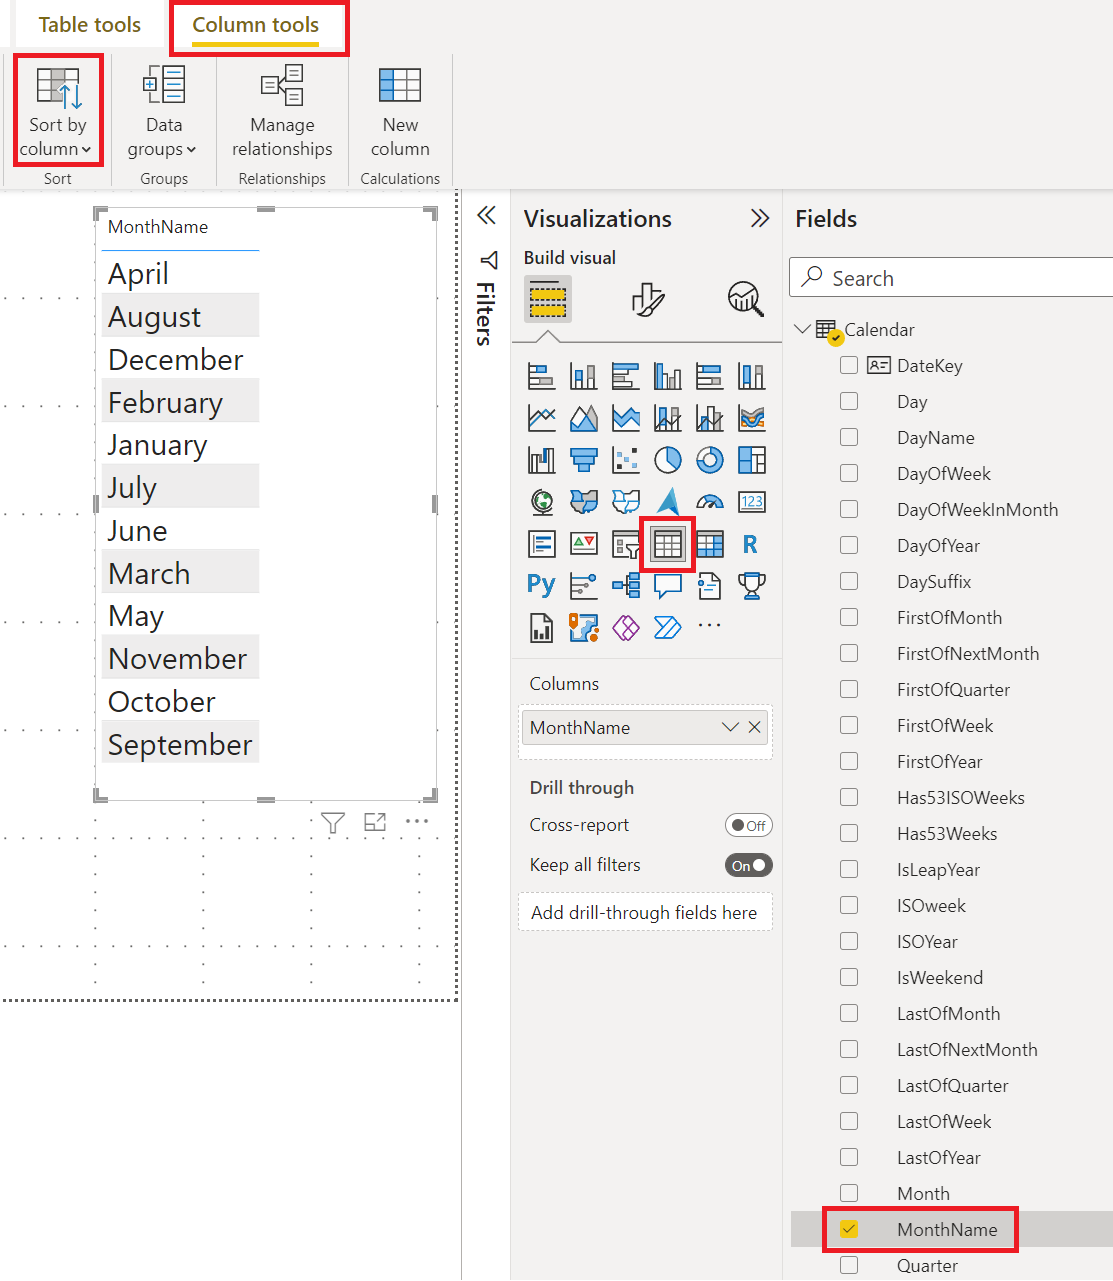 Table tools
Column tools
Sort by
column
Data
groups
Manage
relationships
New
column
Sort
Groups
Relationships
Calculations
MonthName
April
August
December
February
January
July
June
March
May
November
October
September
Filters
Visualizations
Build visual
123
R
Py
Columns
MonthName
Drill through
Cross-report
Off
Keep all filters
On
Add drill-through fields here
Fields
Search
Calendar
DateKey
Day
DayName
DayOfWeek
DayOfWeekInMonth
DayOfYear
DaySuffix
FirstOfMonth
FirstOfNextMonth
FirstOfQuarter
FirstOfWeek
FirstOfYear
Has53ISOWeeks
Has53Weeks
IsLeapYear
ISOweek
ISOYear
IsWeekend
LastOfMonth
LastOfNextMonth
LastOfQuarter
LastOfWeek
LastOfYear
Month
MonthName
Quarter